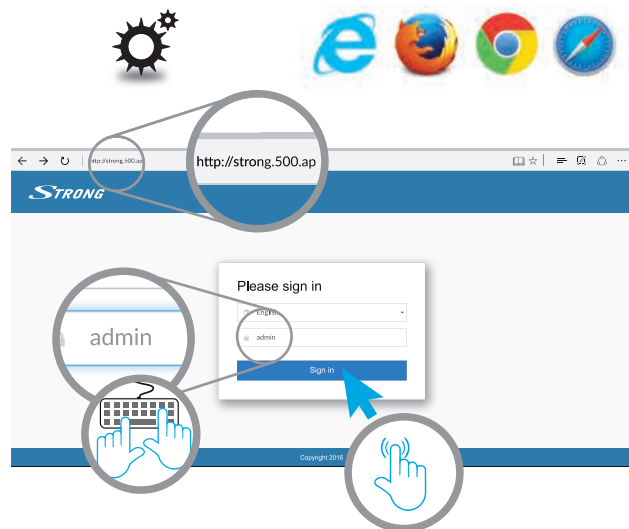 http://strong.500.ap
http://strong.500.ap
STRONG
Please sign in
English
admin
admin
Sign in
Copyright 2016